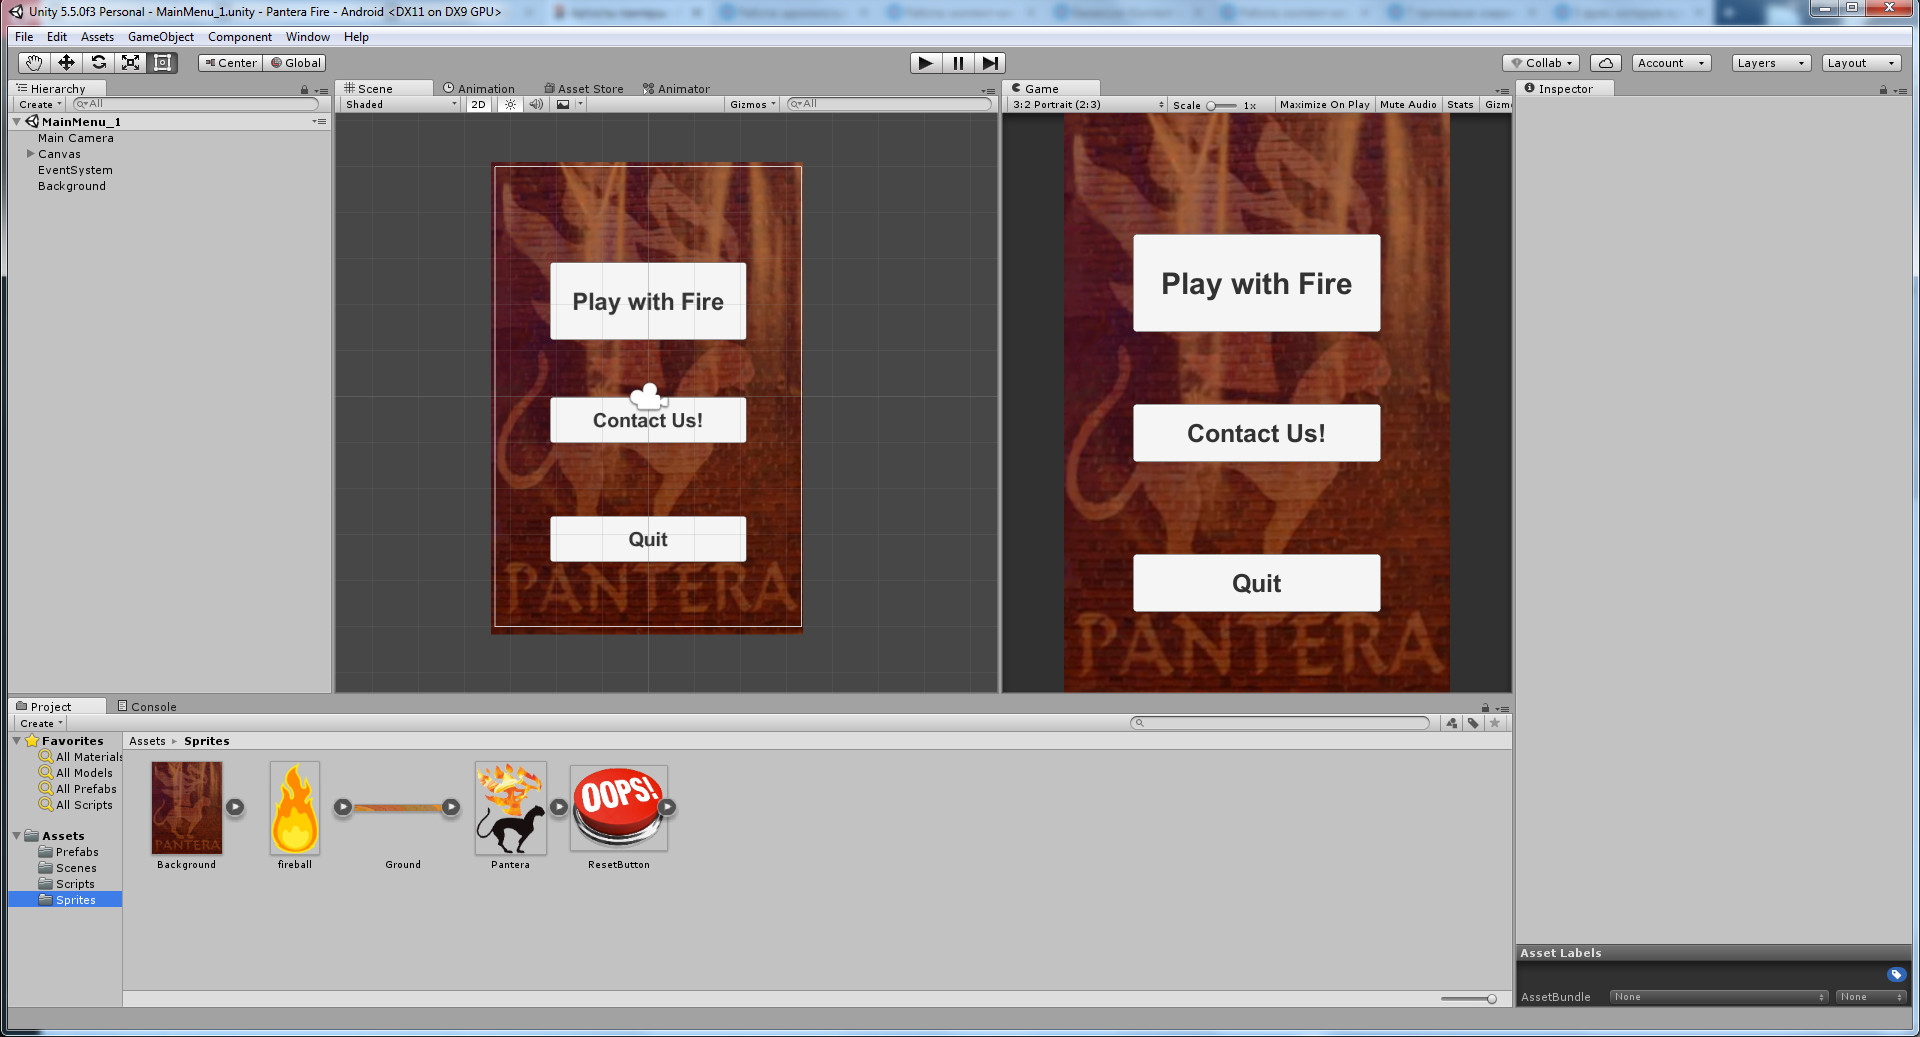 Unity 5.5.0f3 Personal - MainMenu_1.unity - Pantera Fire - Android <DX11 on DX9 GPU>
File Edit Assets GameObject Component Window Help
Center Global Collab Account Layers Layout
Hierarchy
Create All
MainMenu_1
Main Camera
Canvas
EventSystem
Background
Scene Animation Asset Store Animator
Shaded 2D Gizmos All
Play with Fire
Contact Us!
Quit
PANTERA
Game
3:2 Portrait (2:3) Scale 1x Maximize On Play Mute Audio Stats Gizm
Play with Fire
Contact Us!
Quit
PANTERA
Inspector
Project Console
Create
Favorites
All Materials
All Models
All Prefabs
All Scripts
Assets
Prefabs
Scenes
Scripts
Sprites
Assets Sprites
PANTERA
OOPS!
Background fireball Ground Pantera ResetButton
Asset Labels
AssetBundle None None